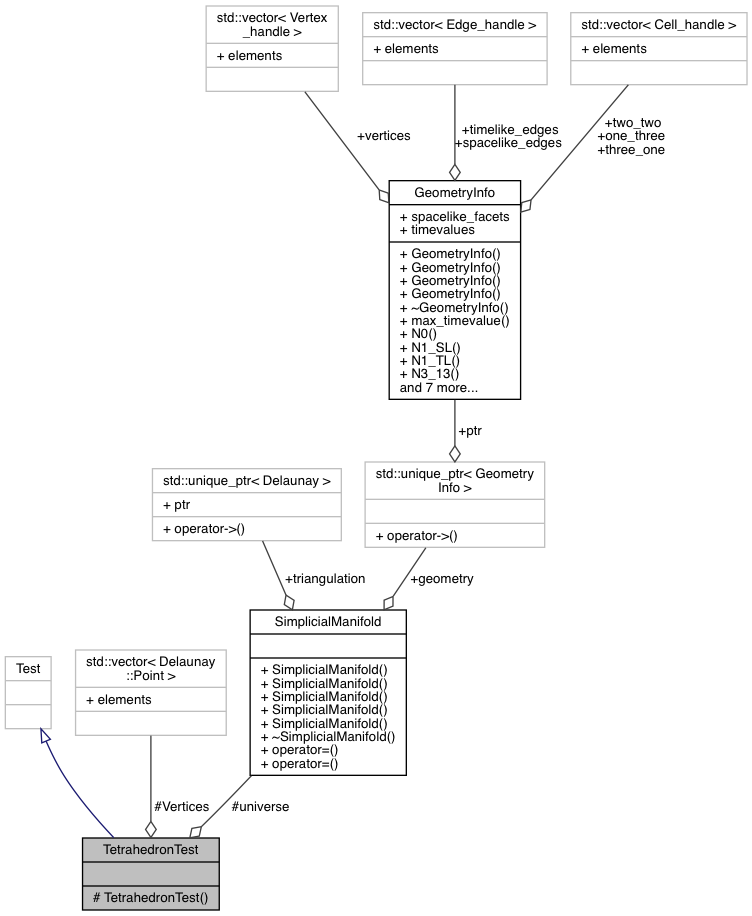 std::vector< Vertex
_handle >
+ elements
std::vector< Edge_handle >
+ elements
std::vector< Cell_handle >
+ elements
+vertices
+timelike_edges
+spacelike_edges
+two_two
+one_three
+three_one
GeometryInfo
+ spacelike_facets
+ timevalues
+ GeometryInfo()
+ GeometryInfo()
+ GeometryInfo()
+ GeometryInfo()
+ ~GeometryInfo()
+ max_timevalue()
+ N0()
+ N1_SL()
+ N1_TL()
+ N3_13()
and 7 more...
+ptr
std::unique_ptr< Delaunay >
+ ptr
+ operator->()
std::unique_ptr< Geometry
Info >
+ operator->()
+triangulation
+geometry
SimplicialManifold
+ SimplicialManifold()
+ SimplicialManifold()
+ SimplicialManifold()
+ SimplicialManifold()
+ SimplicialManifold()
+ ~SimplicialManifold()
+ operator=()
+ operator=()
Test
std::vector< Delaunay
::Point >
+ elements
#Vertices
#universe
TetrahedronTest
# TetrahedronTest()